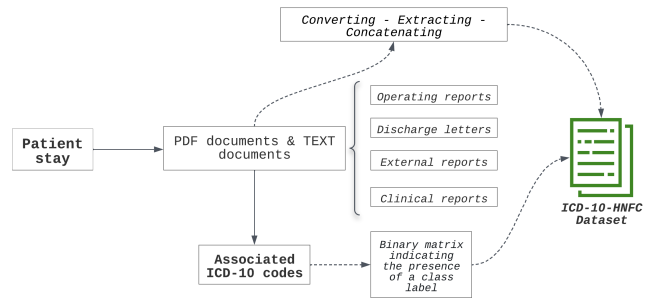 Converting - Extracting -
Concatenating
Operating reports
Discharge letters
External reports
Clinical reports
Patient
stay
PDF documents & TEXT
documents
ICD-10-HNFC
Dataset
Associated
ICD-10 codes
Binary matrix
indicating
the presence
of a class
label